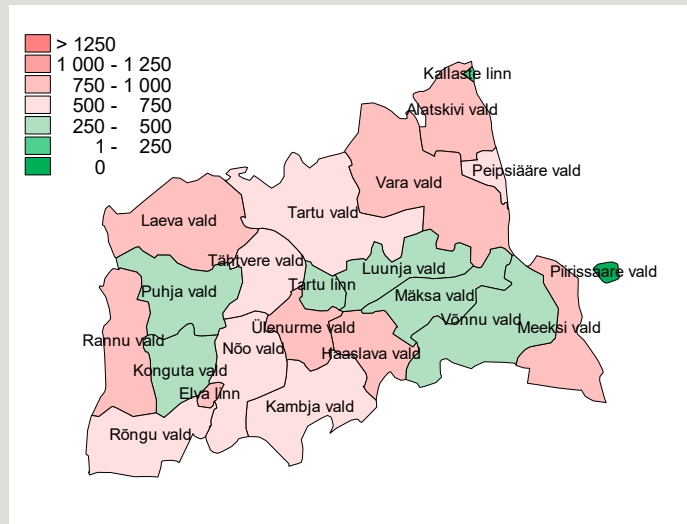 > 1250
1 000 - 1 250
750 - 1 000
500 - 750
250 - 500
1 - 250
0
Kallaste linn
Alatskivi vald
Peipsiääre vald
Vara vald
Tartu vald
Laeva vald
Tähtvere vald
Luunja vald
Piirissaare vald
Tartu linn
Puhja vald
Mäksa vald
Võnnu vald
Meeksi vald
Ülenurme vald
Rannu vald
Nõo vald
Haaslava vald
Konguta vald
Elva linn
Kambja vald
Rõngu vald